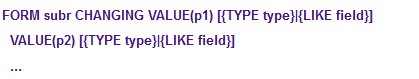 FORM subr CHANGING VALUE(p1) [{TYPE type}|{LIKE field}]
VALUE(p2) [{TYPE type}|{LIKE field}]
...